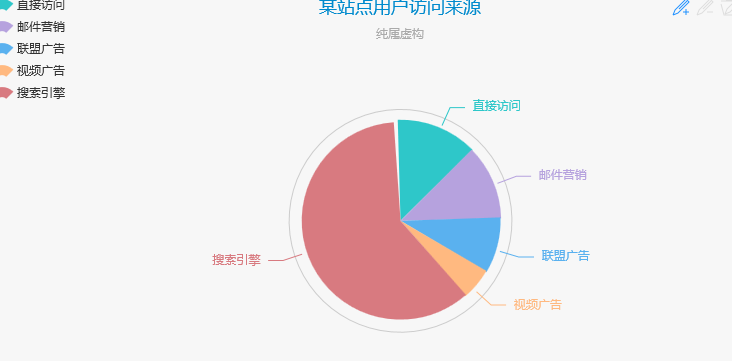 直接访问
邮件营销
联盟广告
视频广告
搜索引擎
某站点用户访问来源
纯属虚构
直接访问
邮件营销
联盟广告
视频广告
搜索引擎